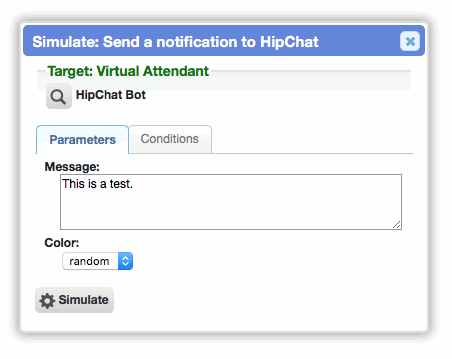 Simulate: Send a notification to HipChat
Target: Virtual Attendant
HipChat Bot
Parameters Conditions
Message:
This is a test.
Color:
random
Simulate